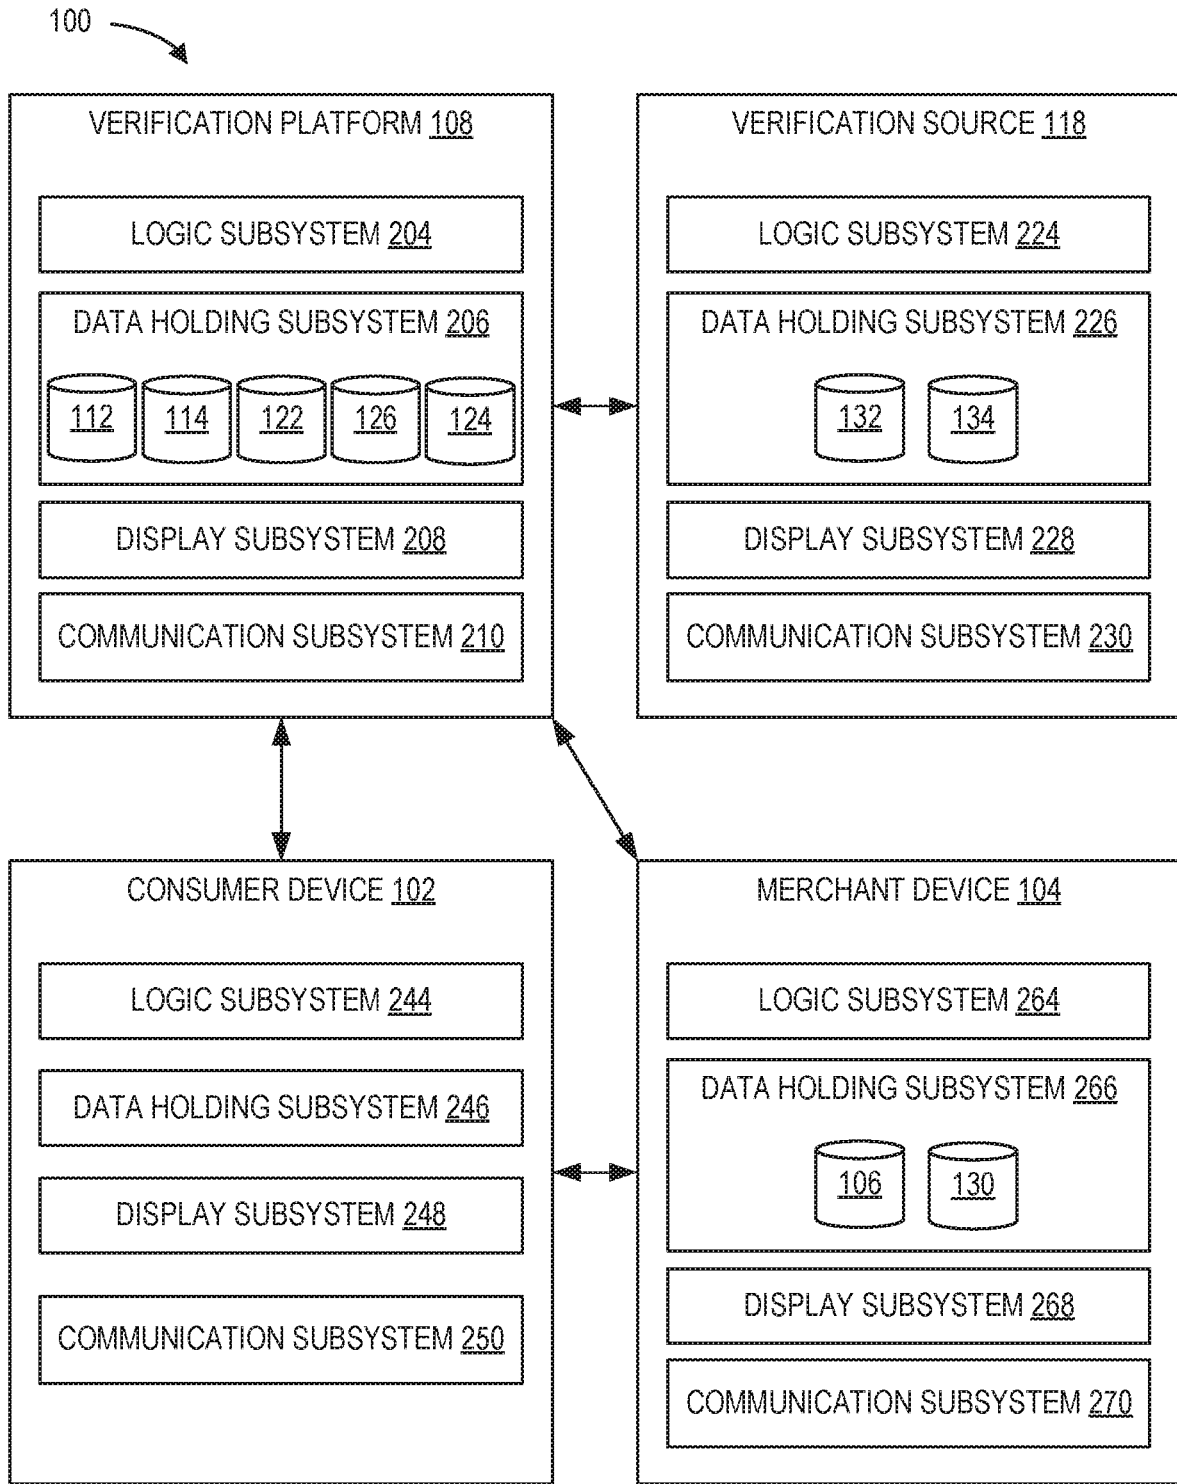 100
VERIFICATION PLATFORM 108
LOGIC SUBSYSTEM 204
DATA HOLDING SUBSYSTEM 206
112 114 122 126 124
DISPLAY SUBSYSTEM 208
COMMUNICATION SUBSYSTEM 210
VERIFICATION SOURCE 118
LOGIC SUBSYSTEM 224
DATA HOLDING SUBSYSTEM 226
132 134
DISPLAY SUBSYSTEM 228
COMMUNICATION SUBSYSTEM 230
CONSUMER DEVICE 102
LOGIC SUBSYSTEM 244
DATA HOLDING SUBSYSTEM 246
DISPLAY SUBSYSTEM 248
COMMUNICATION SUBSYSTEM 250
MERCHANT DEVICE 104
LOGIC SUBSYSTEM 264
DATA HOLDING SUBSYSTEM 266
106 130
DISPLAY SUBSYSTEM 268
COMMUNICATION SUBSYSTEM 270